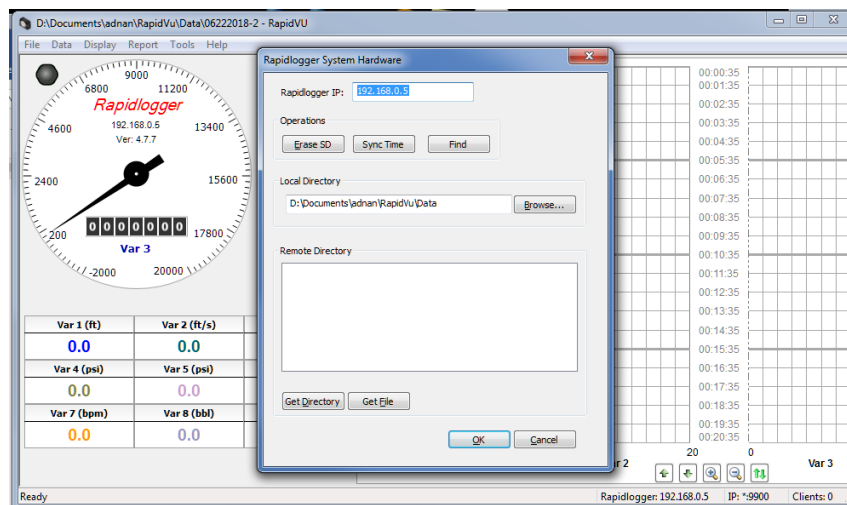 D:\Documents\adnan\RapidVu\Data\06222018-2 - RapidVU
File Data Display Report Tools Help
9000
6800 11200
Rapidlogger
4600 192.168.0.5 13400
Ver: 4.7.7
2400 15600
0 0 0 0 0 0 0
200 17800
Var 3
-2000 20000
Var 1 (ft) Var 2 (ft/s)
0.0 0.0
Var 4 (psi) Var 5 (psi)
0.0 0.0
Var 7 (bpm) Var 8 (bbl)
0.0 0.0
Rapidlogger System Hardware
Rapidlogger IP: 192.168.0.5
Operations
Erase SD Sync Time Find
Local Directory
D:\Documents\adnan\RapidVu\Data Browse...
Remote Directory
Get Directory Get File
OK Cancel
00:00:35
00:01:35
00:02:35
00:03:35
00:04:35
00:05:35
00:06:35
00:07:35
00:08:35
00:09:35
00:10:35
00:11:35
00:12:35
00:13:35
00:14:35
00:15:35
00:16:35
00:17:35
00:18:35
00:19:35
00:20:35
20 0
r 2 Var 3
Ready Rapidlogger: 192.168.0.5 IP: *:9900 Clients: 0